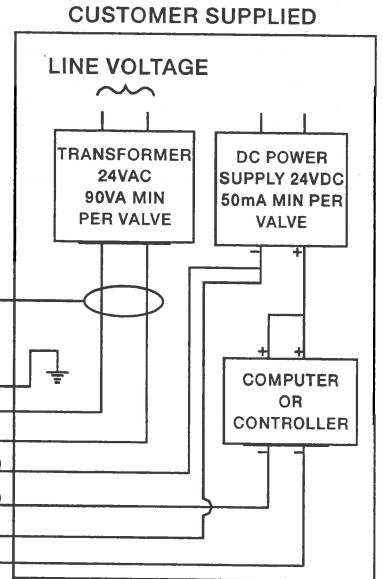 CUSTOMER SUPPLIED
LINE VOLTAGE
TRANSFORMER
24VAC
90VA MIN
PER VALVE
DC POWER
SUPPLY 24VDC
50mA MIN PER
VALVE
− +
+ +
COMPUTER
OR
CONTROLLER
− −